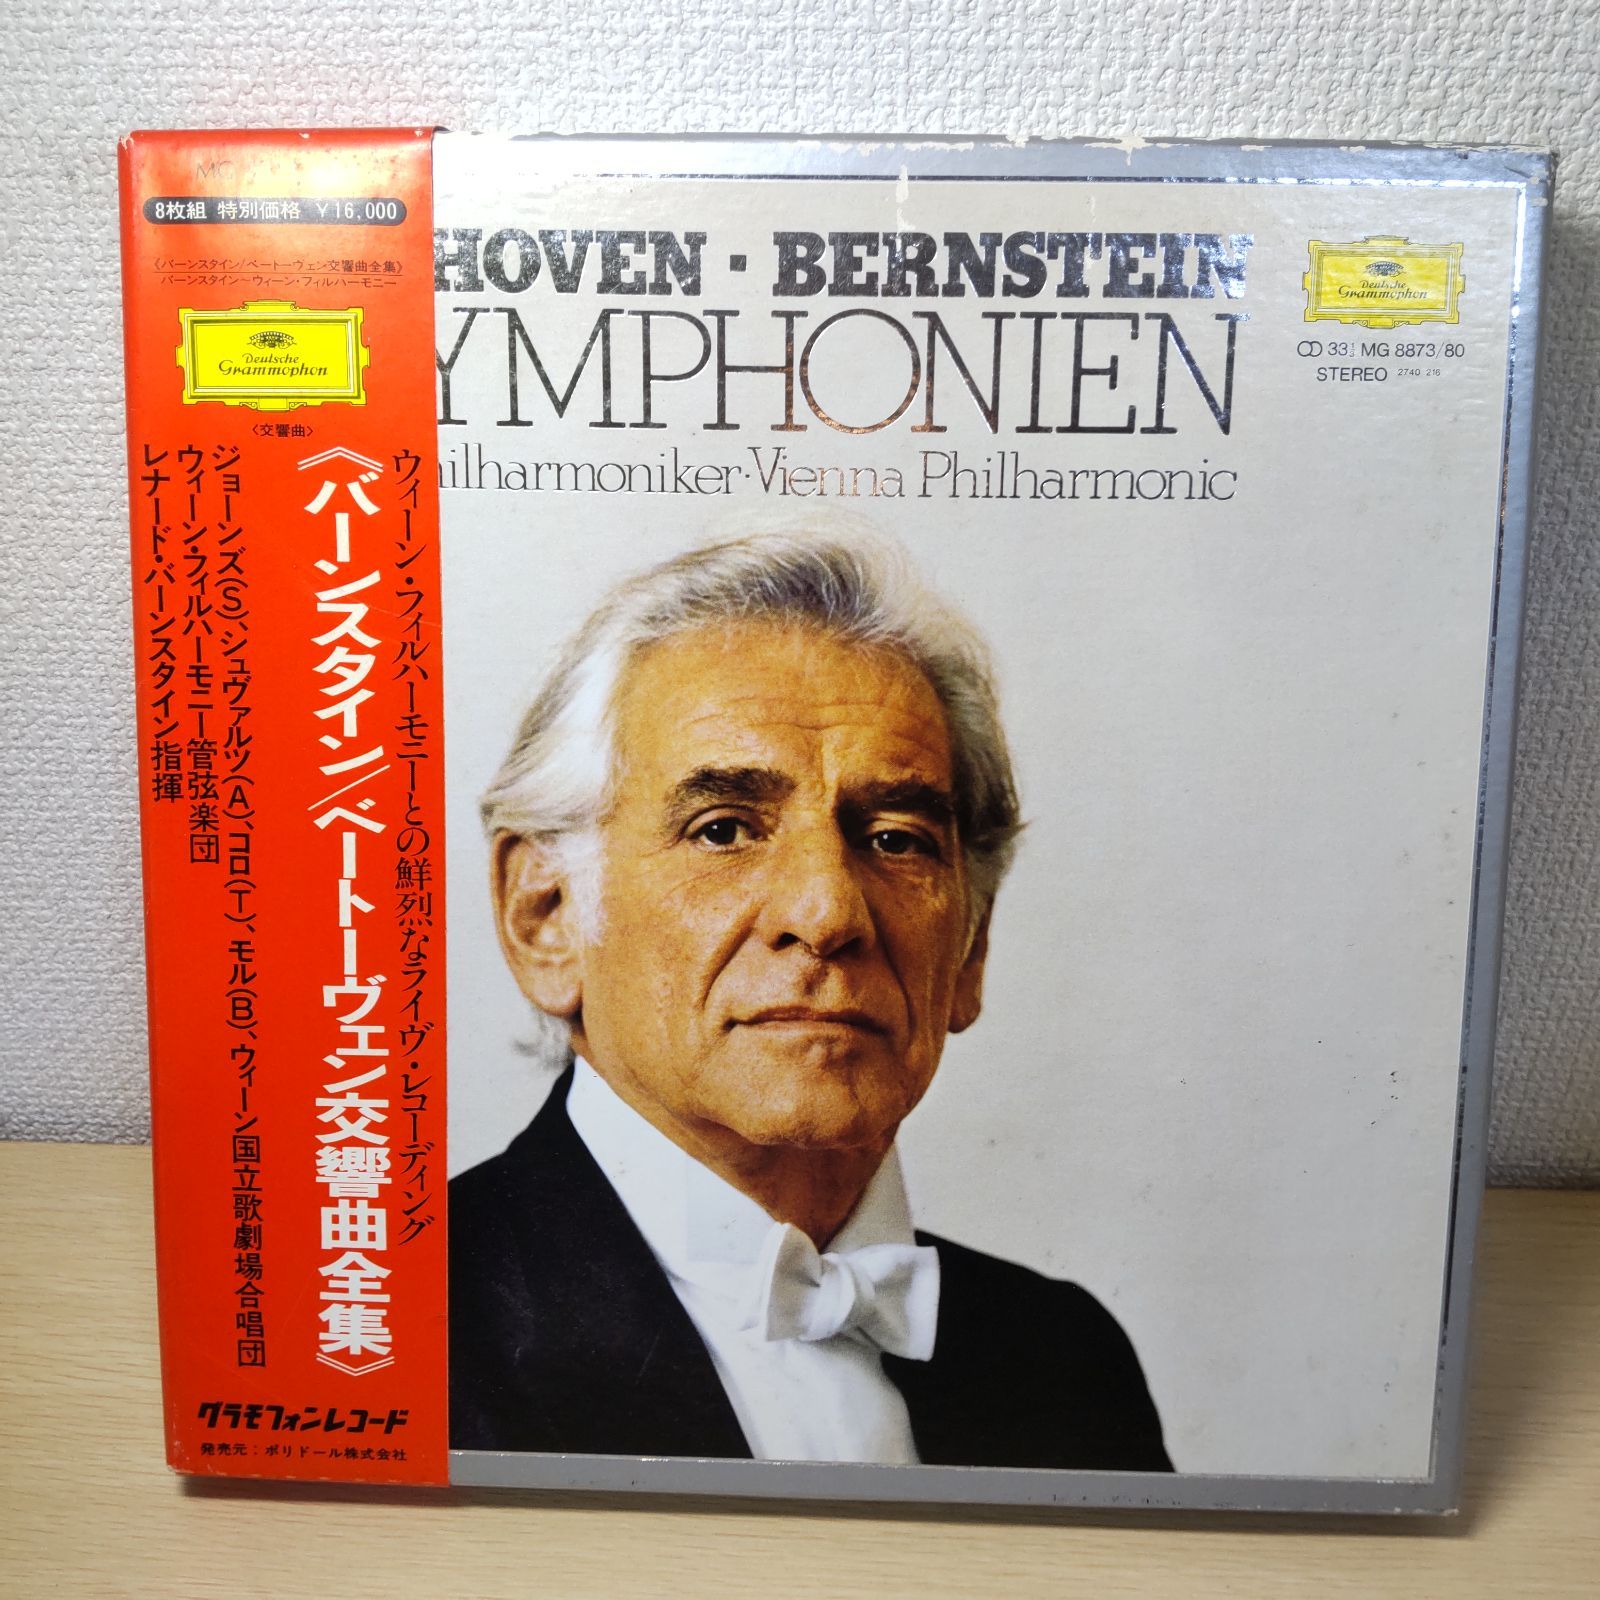 MG
8枚組 特別価格 ¥16,000
《バーンスタイン/ベートーヴェン交響曲全集》
バーンスタイン〜ウィーン・フィルハーモニー
Deutsche
Grammophon
〈交響曲〉
ウィーン・フィルハーモニーとの鮮烈なライヴ・レコーディング
《バーンスタイン/ベートーヴェン交響曲全集》
ジョーンズ(S)、シュヴァルツ(A)、コロ(T)、モル(B)、ウィーン国立歌劇場合唱団
ウィーン・フィルハーモニー管弦楽団
レナード・バーンスタイン指揮
グラモフォンレコード
発売元:ポリドール株式会社
HOVEN・BERNSTEIN
YMPHONIEN
hilharmoniker·Vienna Philharmonic
Deutsche
Grammophon
33⅓ MG 8873/80
STEREO 2740 216